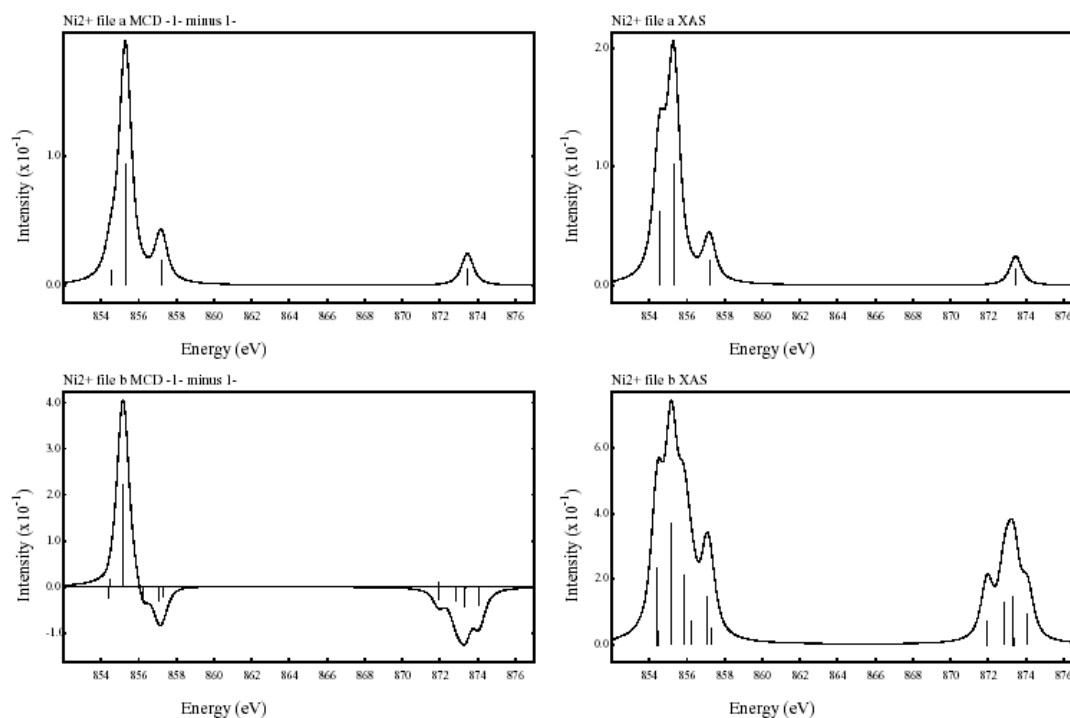 Ni2+ file a MCD -1- minus 1-
Intensity (x10-1)
1.0
0.0
854 856 858 860 862 864 866 868 870 872 874 876
Energy (eV)
Ni2+ file a XAS
Intensity (x10-1)
2.0
1.0
0.0
854 856 858 860 862 864 866 868 870 872 874 876
Energy (eV)
Ni2+ file b MCD -1- minus 1-
Intensity (x10-1)
4.0
3.0
2.0
1.0
0.0
-1.0
854 856 858 860 862 864 866 868 870 872 874 876
Energy (eV)
Ni2+ file b XAS
Intensity (x10-1)
6.0
4.0
2.0
0.0
854 856 858 860 862 864 866 868 870 872 874 876
Energy (eV)